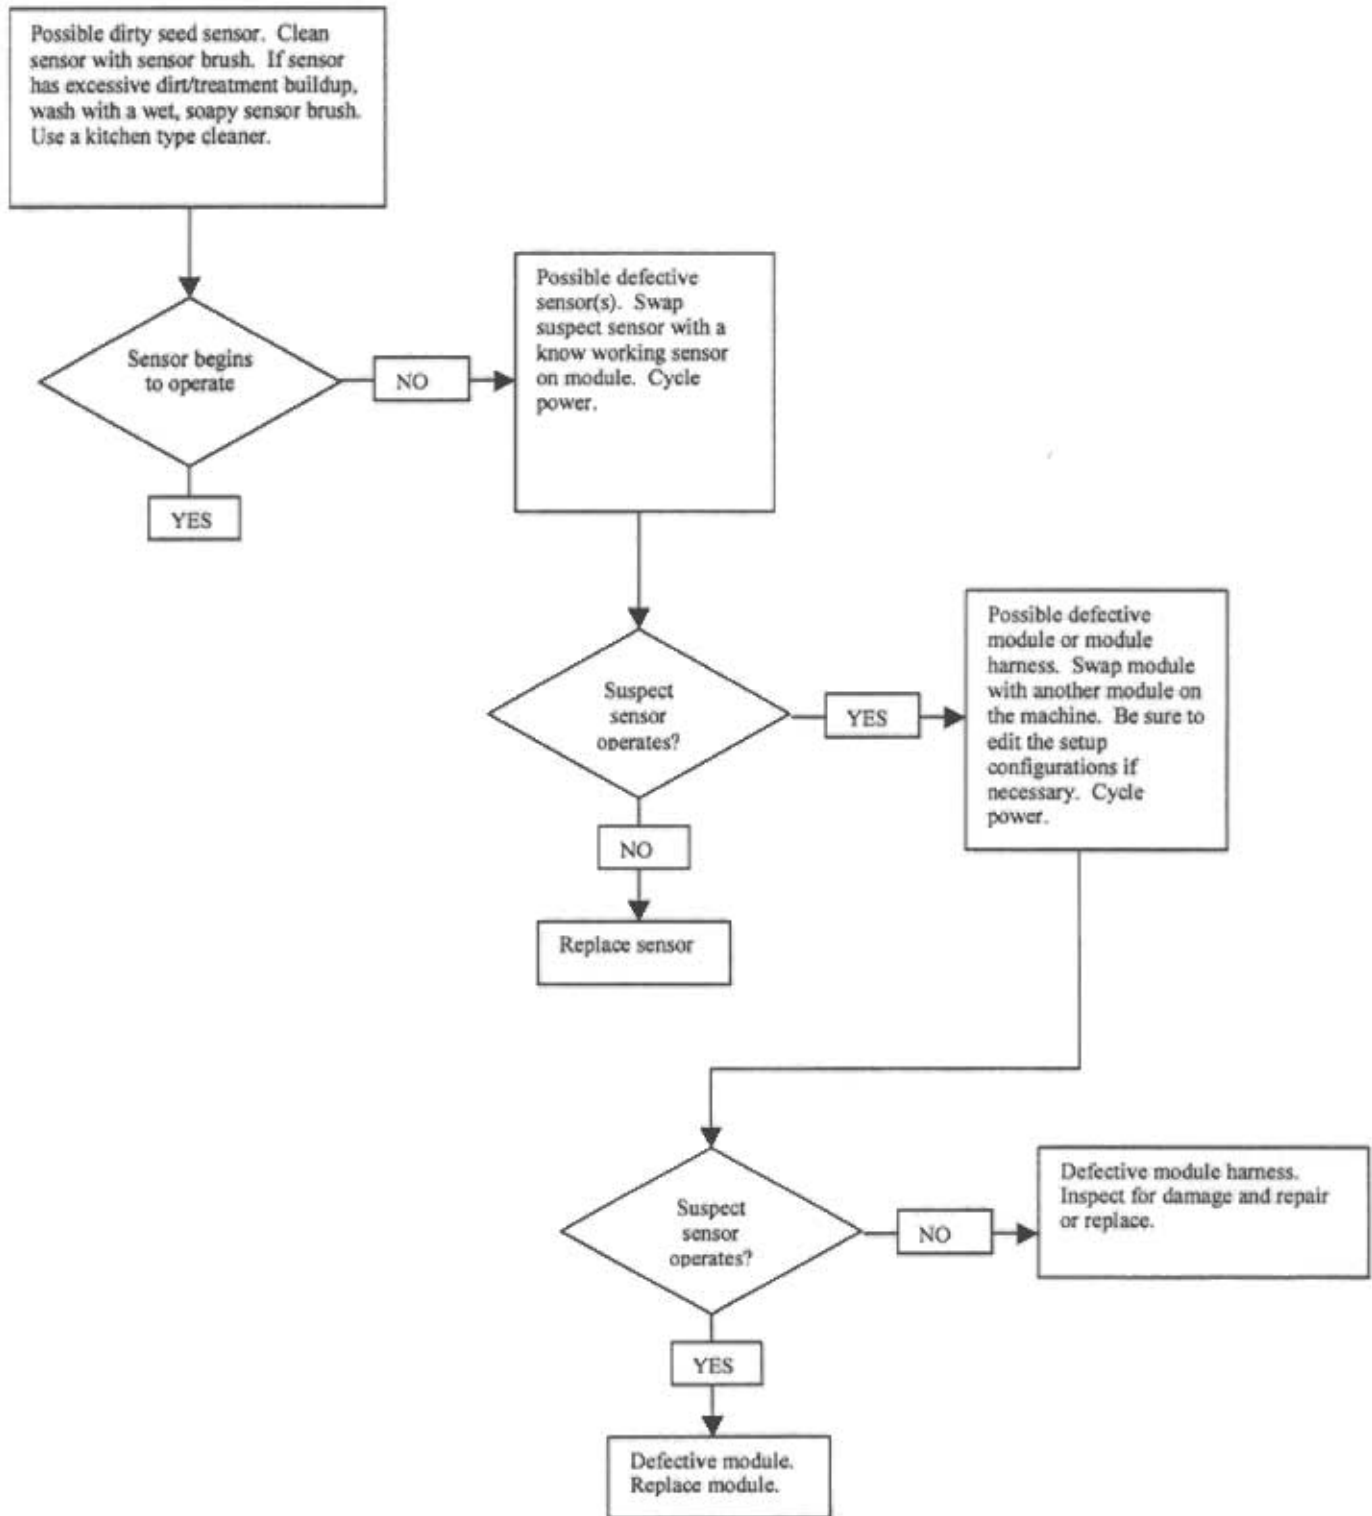 Possible dirty seed sensor. Clean
sensor with sensor brush. If sensor
has excessive dirt/treatment buildup,
wash with a wet, soapy sensor brush.
Use a kitchen type cleaner.
Sensor begins
to operate
NO
YES
Possible defective
sensor(s). Swap
suspect sensor with a
know working sensor
on module. Cycle
power.
Suspect
sensor
operates?
YES
NO
Replace sensor
Possible defective
module or module
harness. Swap module
with another module on
the machine. Be sure to
edit the setup
configurations if
necessary. Cycle
power.
Suspect
sensor
operates?
NO
Defective module harness.
Inspect for damage and repair
or replace.
YES
Defective module.
Replace module.